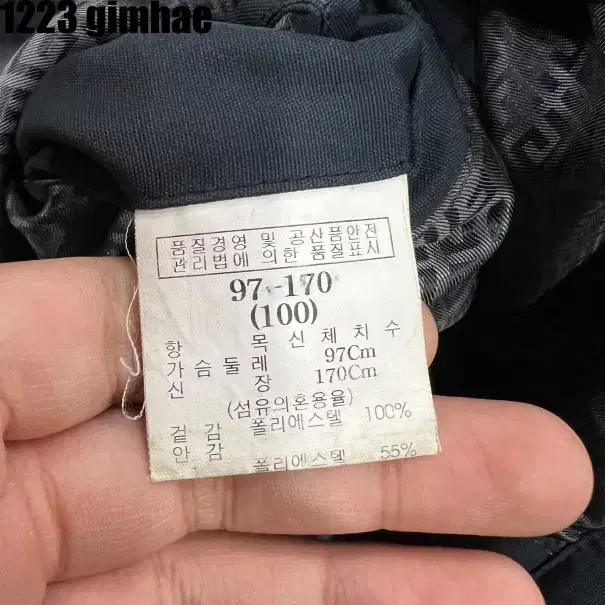 1223 gimhae
품질경영 및 공산품안전
관리법에 의한 품질표시
97-170
(100)
항 목 신체치수
가슴둘레 97Cm
신 장 170Cm
(섬유의혼용율)
겉 감 폴리에스텔 100%
안 감 폴리에스텔 55%